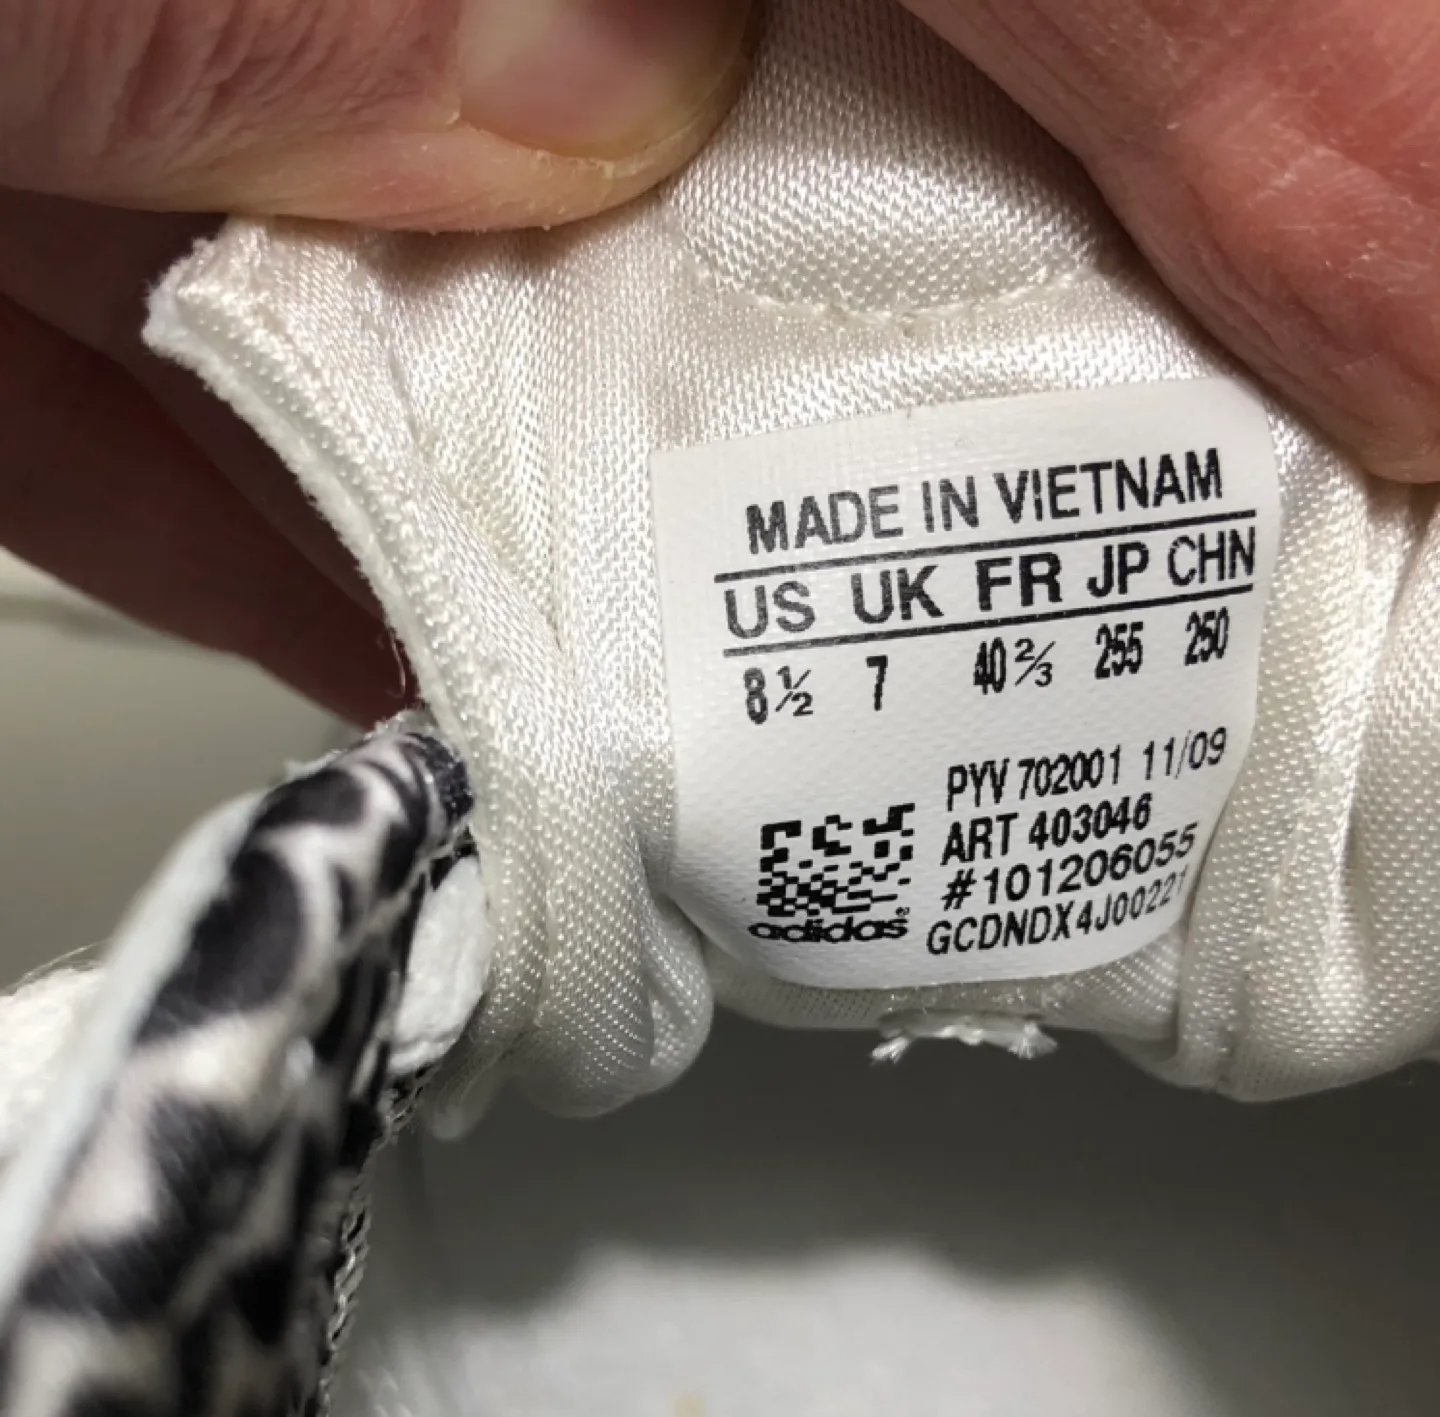 MADE IN VIETNAM
US UK FR JP CHN
8½ 7 40⅔ 255 250
PYV 702001 11/09
ART 403046
#101206055
GCDNDX4J00221
adidas